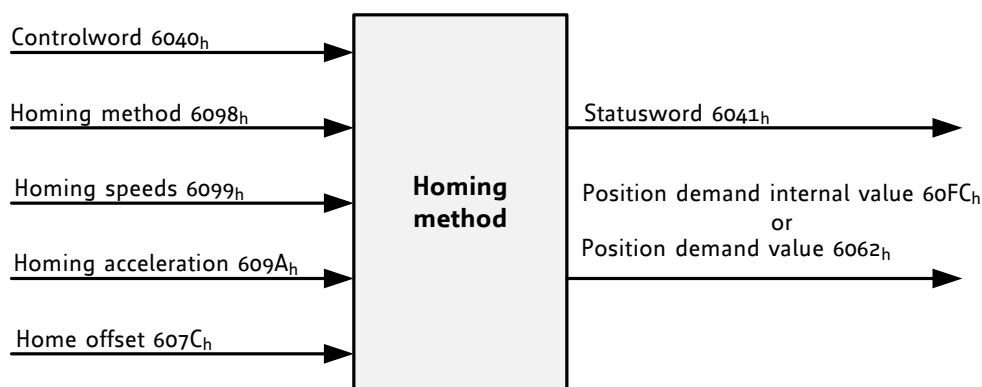 Controlword 6040h
Homing method 6098h
Homing speeds 6099h
Homing acceleration 609Ah
Home offset 607Ch
Homing
method
Statusword 6041h
Position demand internal value 60FCh
or
Position demand value 6062h